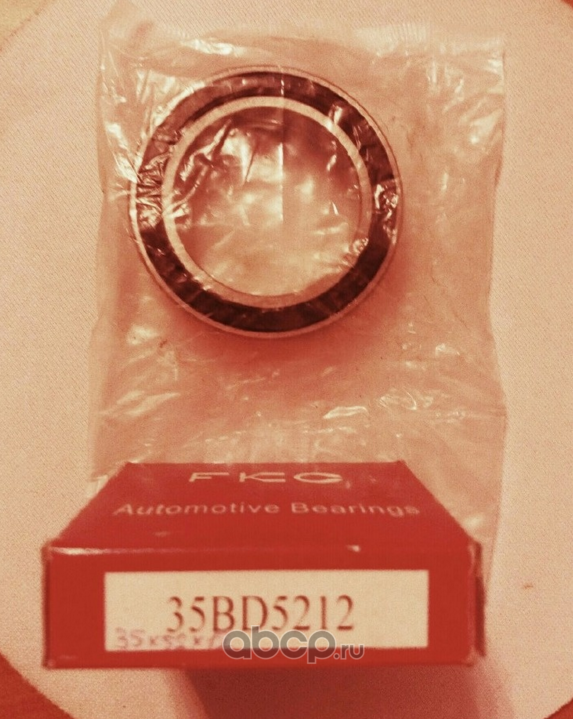 FKG
Automotive Bearings
35BD5212
abcp.ru